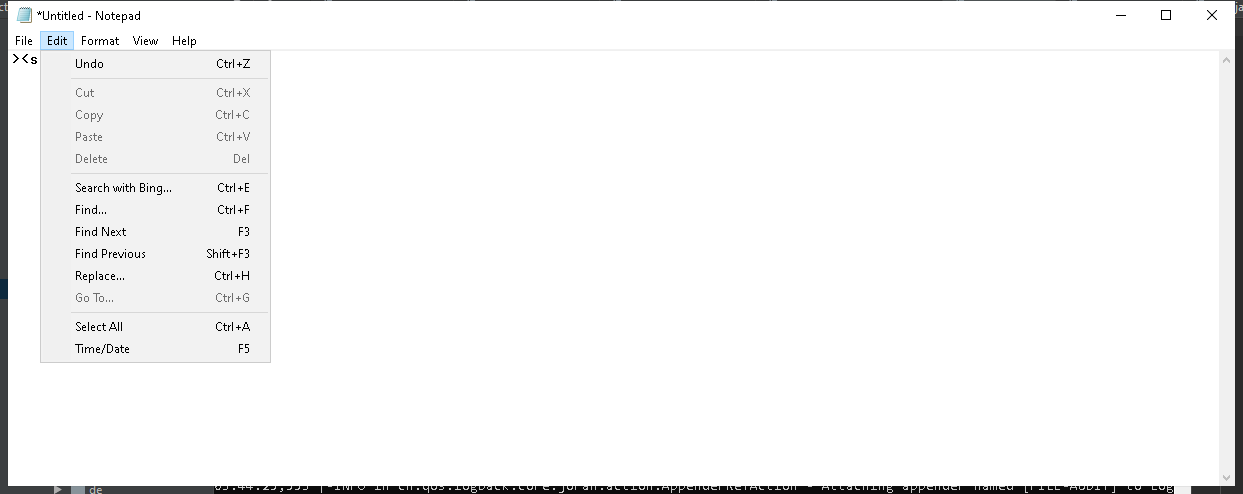 *Untitled - Notepad
File Edit Format View Help
><s
Undo Ctrl+Z
Cut Ctrl+X
Copy Ctrl+C
Paste Ctrl+V
Delete Del
Search with Bing... Ctrl+E
Find... Ctrl+F
Find Next F3
Find Previous Shift+F3
Replace... Ctrl+H
Go To... Ctrl+G
Select All Ctrl+A
Time/Date F5
de
|-INFO in ch.qos.logback.core.joran.action.AppenderRefAction - Attaching appender named [FILE-AUDIT] to Log